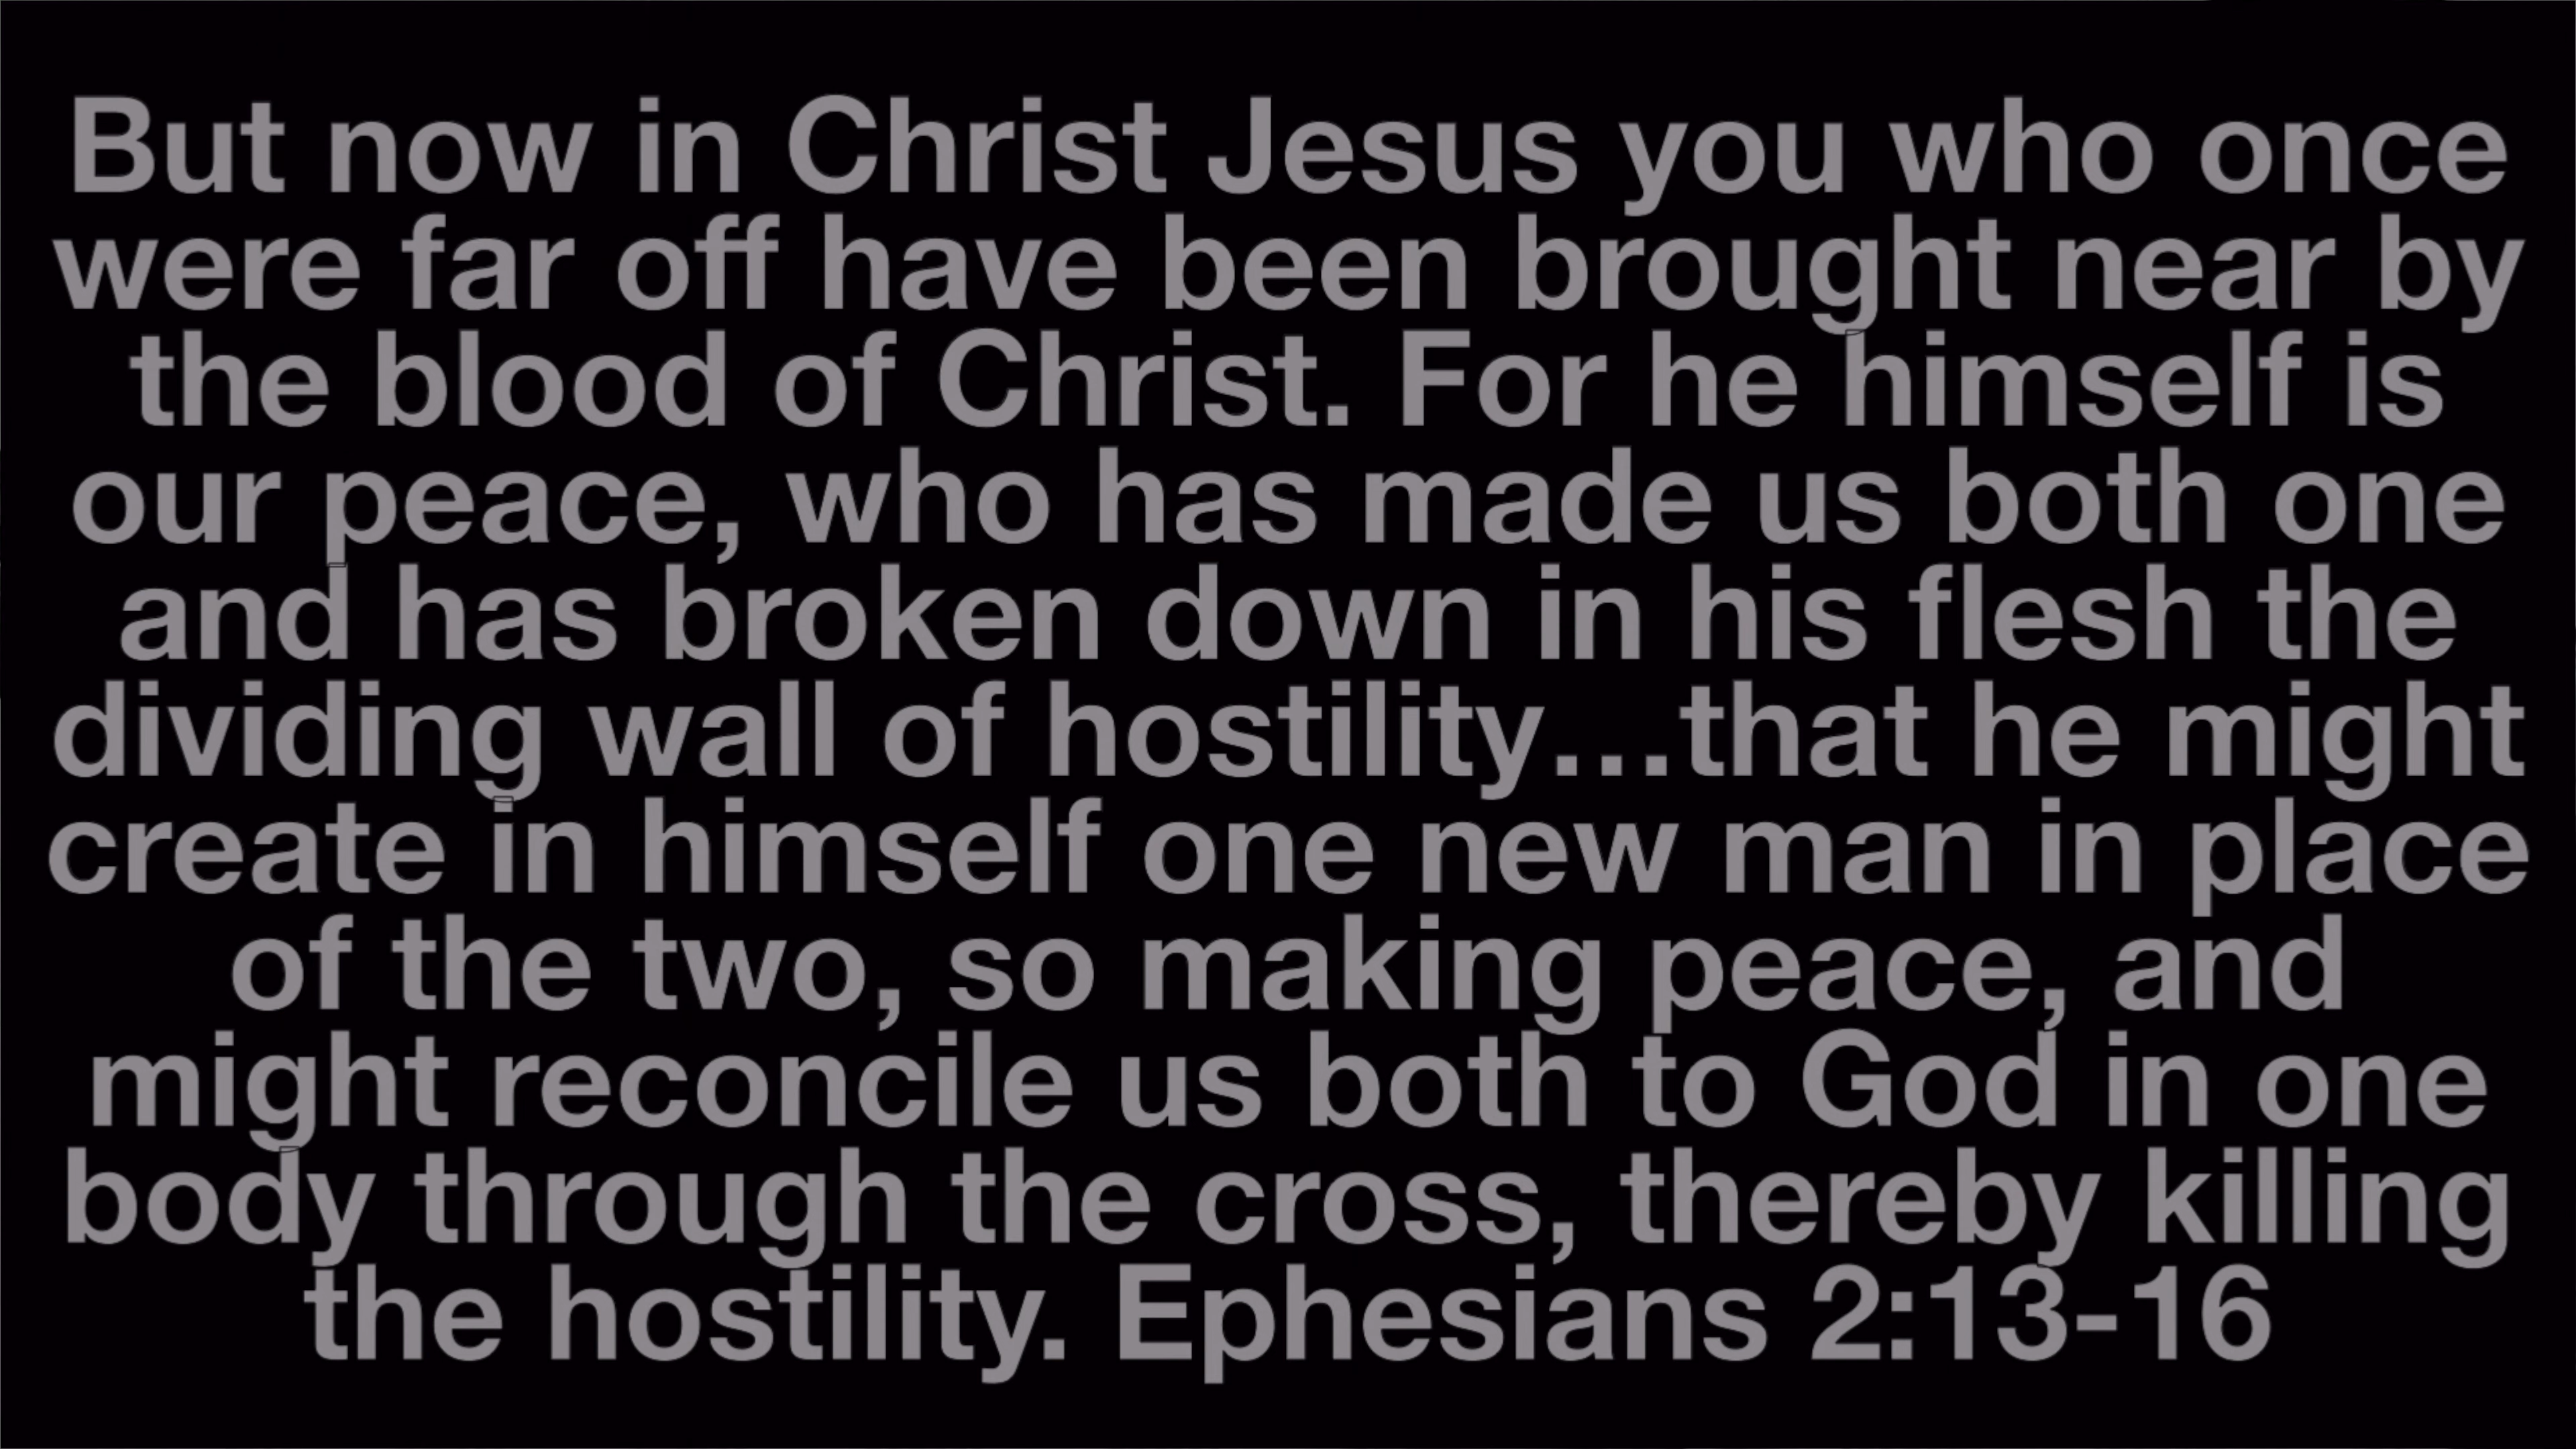 But now in Christ Jesus you who once
were far off have been brought near by
the blood of Christ. For he himself is
our peace, who has made us both one
and has broken down in his flesh the
dividing wall of hostility…that he might
create in himself one new man in place
of the two, so making peace, and
might reconcile us both to God in one
body through the cross, thereby killing
the hostility. Ephesians 2:13-16